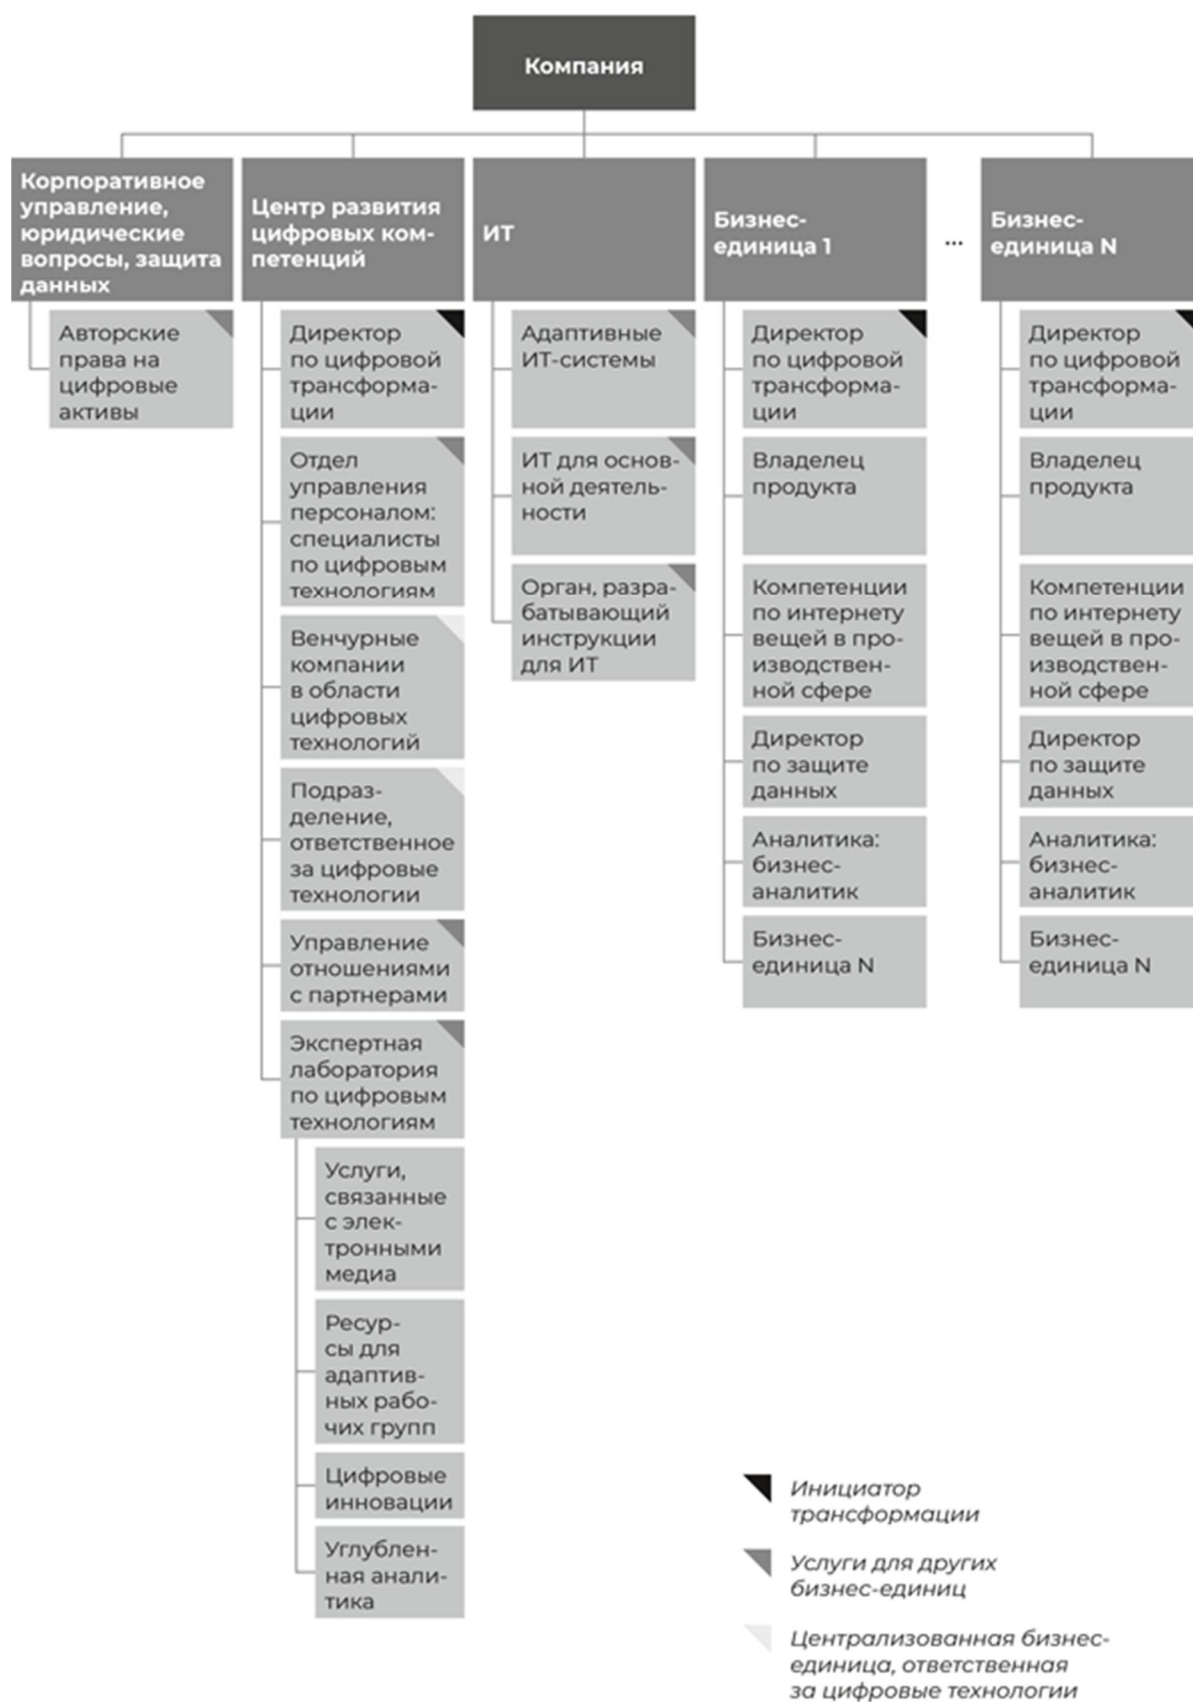 Компания
Корпоративное
управление,
юридические
вопросы, защита
данных
Авторские
права на
цифровые
активы
Центр развития
цифровых ком-
петенций
Директор
по цифровой
трансформа-
ции
Отдел
управления
персоналом:
специалисты
по цифровым
технологиям
Венчурные
компании
в области
цифровых
технологий
Подраз-
деление,
ответственное
за цифровые
технологии
Управление
отношениями
с партнерами
Экспертная
лаборатория
по цифровым
технологиям
Услуги,
связанные
с элек-
тронными
медиа
Ресур-
сы для
адаптив-
ных рабо-
чих групп
Цифровые
инновации
Углублен-
ная анали-
тика
ИТ
Адаптивные
ИТ-системы
ИТ для основ-
ной деятель-
ности
Орган, разра-
батывающий
инструкции
для ИТ
Бизнес-
единица 1
Директор
по цифровой
трансформа-
ции
Владелец
продукта
Компетенции
по интернету
вещей в про-
изводствен-
ной сфере
Директор
по защите
данных
Аналитика:
бизнес-
аналитик
Бизнес-
единица N
...
Бизнес-
единица N
Директор
по цифровой
трансформа-
ции
Владелец
продукта
Компетенции
по интернету
вещей в про-
изводствен-
ной сфере
Директор
по защите
данных
Аналитика:
бизнес-
аналитик
Бизнес-
единица N
Инициатор
трансформации
Услуги для других
бизнес-единиц
Централизованная бизнес-
единица, ответственная
за цифровые технологии